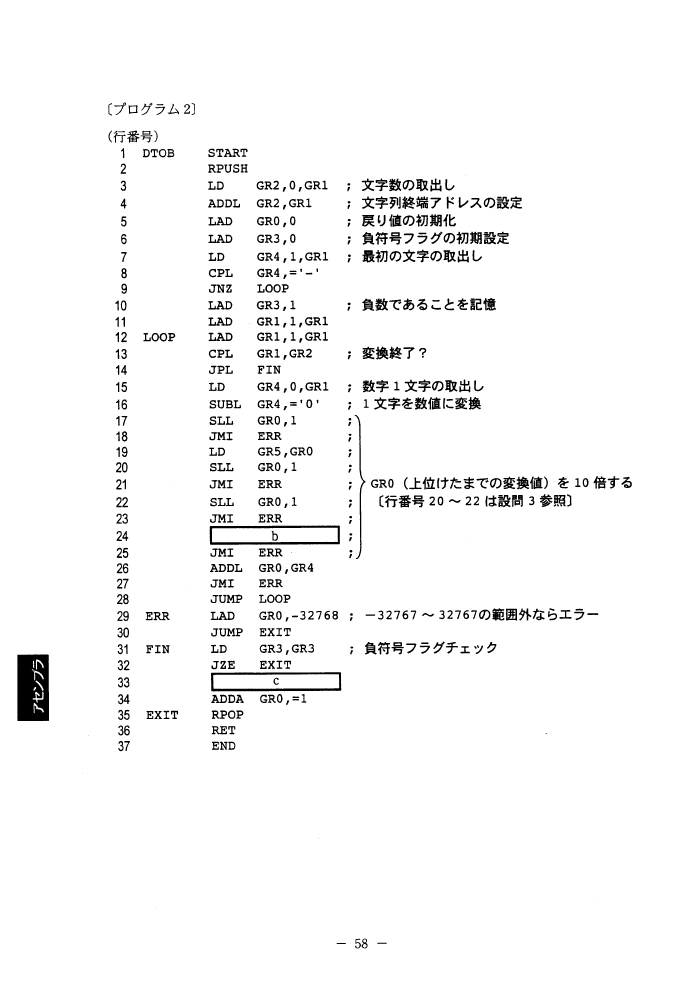 〔プログラム2〕
(行番号)
1 DTOB START
2 RPUSH
3 LD GR2,0,GR1 ; 文字数の取出し
4 ADDL GR2,GR1 ; 文字列終端アドレスの設定
5 LAD GR0,0 ; 戻り値の初期化
6 LAD GR3,0 ; 負符号フラグの初期設定
7 LD GR4,1,GR1 ; 最初の文字の取出し
8 CPL GR4,='-'
9 JNZ LOOP
10 LAD GR3,1 ; 負数であることを記憶
11 LAD GR1,1,GR1
12 LOOP LAD GR1,1,GR1
13 CPL GR1,GR2 ; 変換終了?
14 JPL FIN
15 LD GR4,0,GR1 ; 数字1文字の取出し
16 SUBL GR4,='0' ; 1文字を数値に変換
17 SLL GR0,1 ;
18 JMI ERR ;
19 LD GR5,GR0 ;
20 SLL GR0,1 ;
21 JMI ERR ; GR0(上位けたまでの変換値)を10倍する
22 SLL GR0,1 ; 〔行番号20~22は設問3参照〕
23 JMI ERR ;
24 b ;
25 JMI ERR ;
26 ADDL GR0,GR4
27 JMI ERR
28 JUMP LOOP
29 ERR LAD GR0,-32768 ; -32767~32767の範囲外ならエラー
30 JUMP EXIT
31 FIN LD GR3,GR3 ; 負符号フラグチェック
32 JZE EXIT
33 c
34 ADDA GR0,=1
35 EXIT RPOP
36 RET
37 END
アセンブラ
- 58 -